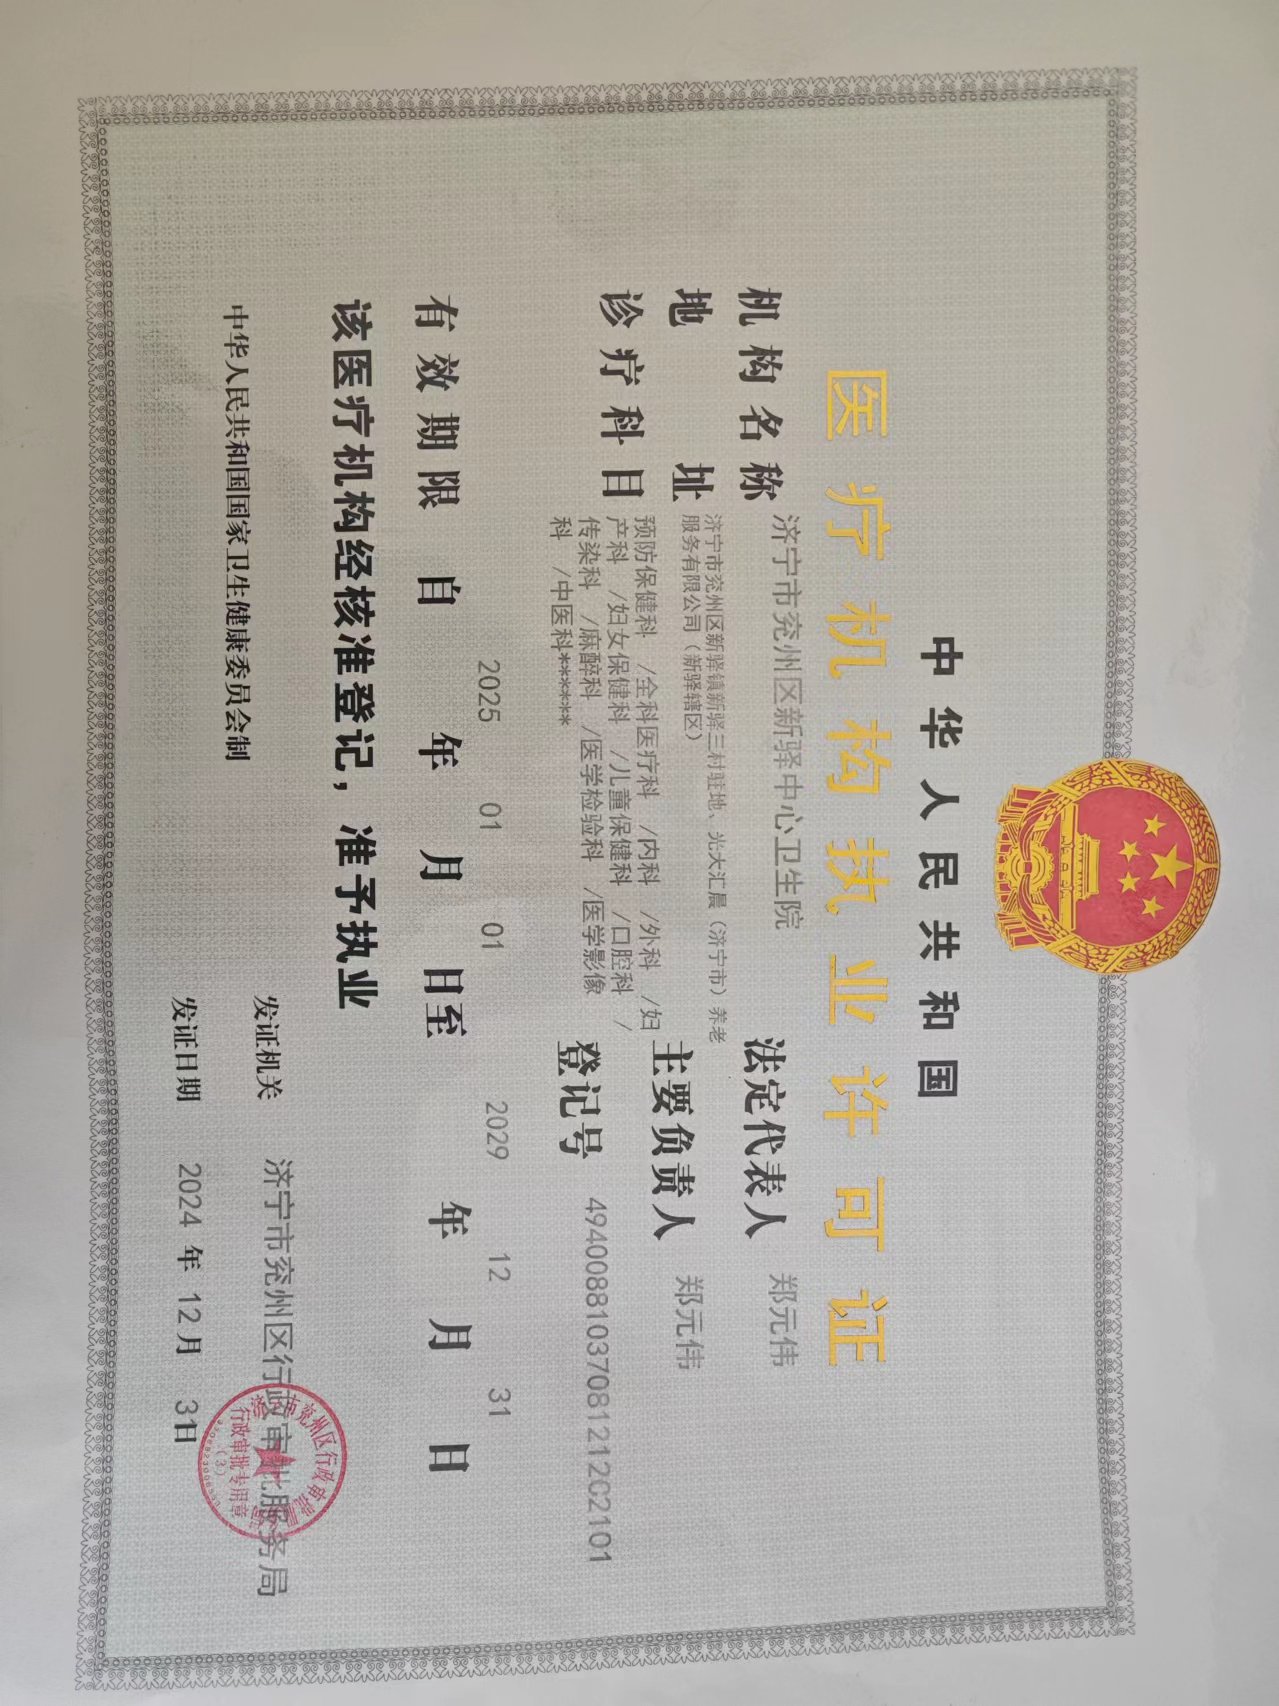 中华人民共和国
医疗机构执业许可证
机构名称 济宁市兖州区新驿中心卫生院
法定代表人 郑元伟
地址 济宁市兖州区新驿镇新驿三村驻地、光大汇晨（济宁市）养老
服务有限公司（新驿辖区）
主要负责人 郑元伟
诊疗科目 预防保健科 /全科医疗科 /内科 /外科 /妇
产科 /妇女保健科 /儿童保健科 /口腔科 /
传染科 /麻醉科 /医学检验科 /医学影像
科 /中医科******
登记号 49400881037081212C2101
有效期限 自 2025 年 01 月 01 日至 2029 年 12 月 31 日
该医疗机构经核准登记，准予执业
发证机关 济宁市兖州区行政审批服务局
中华人民共和国国家卫生健康委员会制
发证日期 2024 年 12月 3日
行政审批专用章
（3）